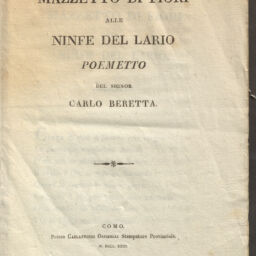 MAZZETTO DI FIORI
ALLE
NINFE DEL LARIO
POEMETTO
DEL SIGNOR
CARLO BERETTA.
COMO.
Presso Carlantonio Ostinelli Stampatore Provinciale.